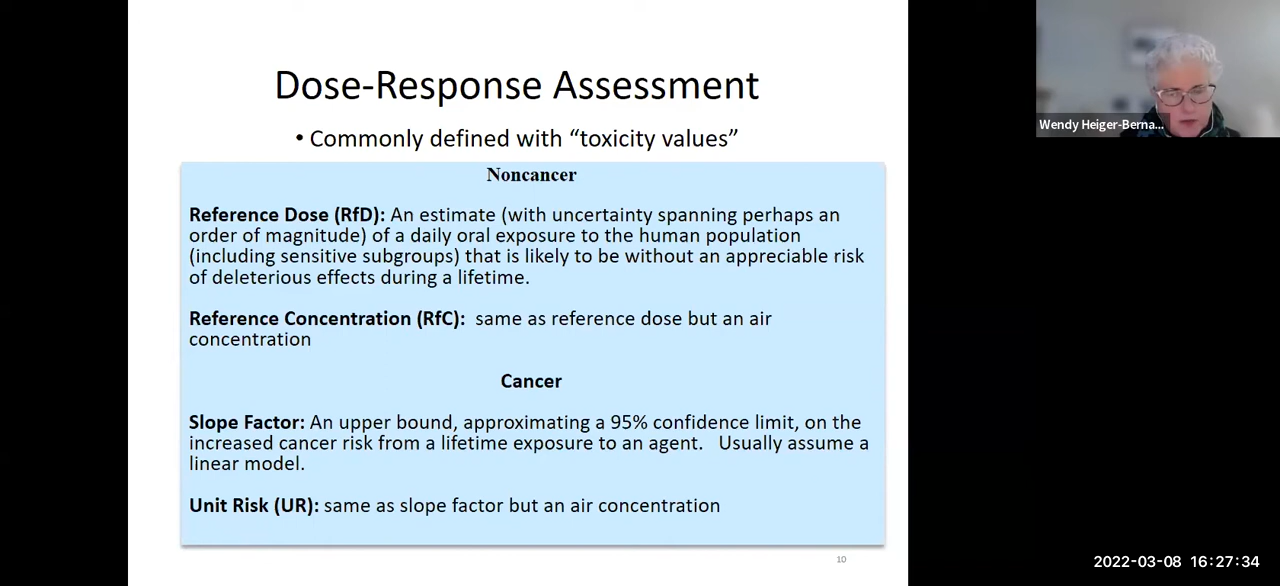 Dose-Response Assessment
• Commonly defined with “toxicity values”
Noncancer
Reference Dose (RfD): An estimate (with uncertainty spanning perhaps an
order of magnitude) of a daily oral exposure to the human population
(including sensitive subgroups) that is likely to be without an appreciable risk
of deleterious effects during a lifetime.
Reference Concentration (RfC): same as reference dose but an air
concentration
Cancer
Slope Factor: An upper bound, approximating a 95% confidence limit, on the
increased cancer risk from a lifetime exposure to an agent. Usually assume a
linear model.
Unit Risk (UR): same as slope factor but an air concentration
10
Wendy Heiger-Berna...
2022-03-08 16:27:34